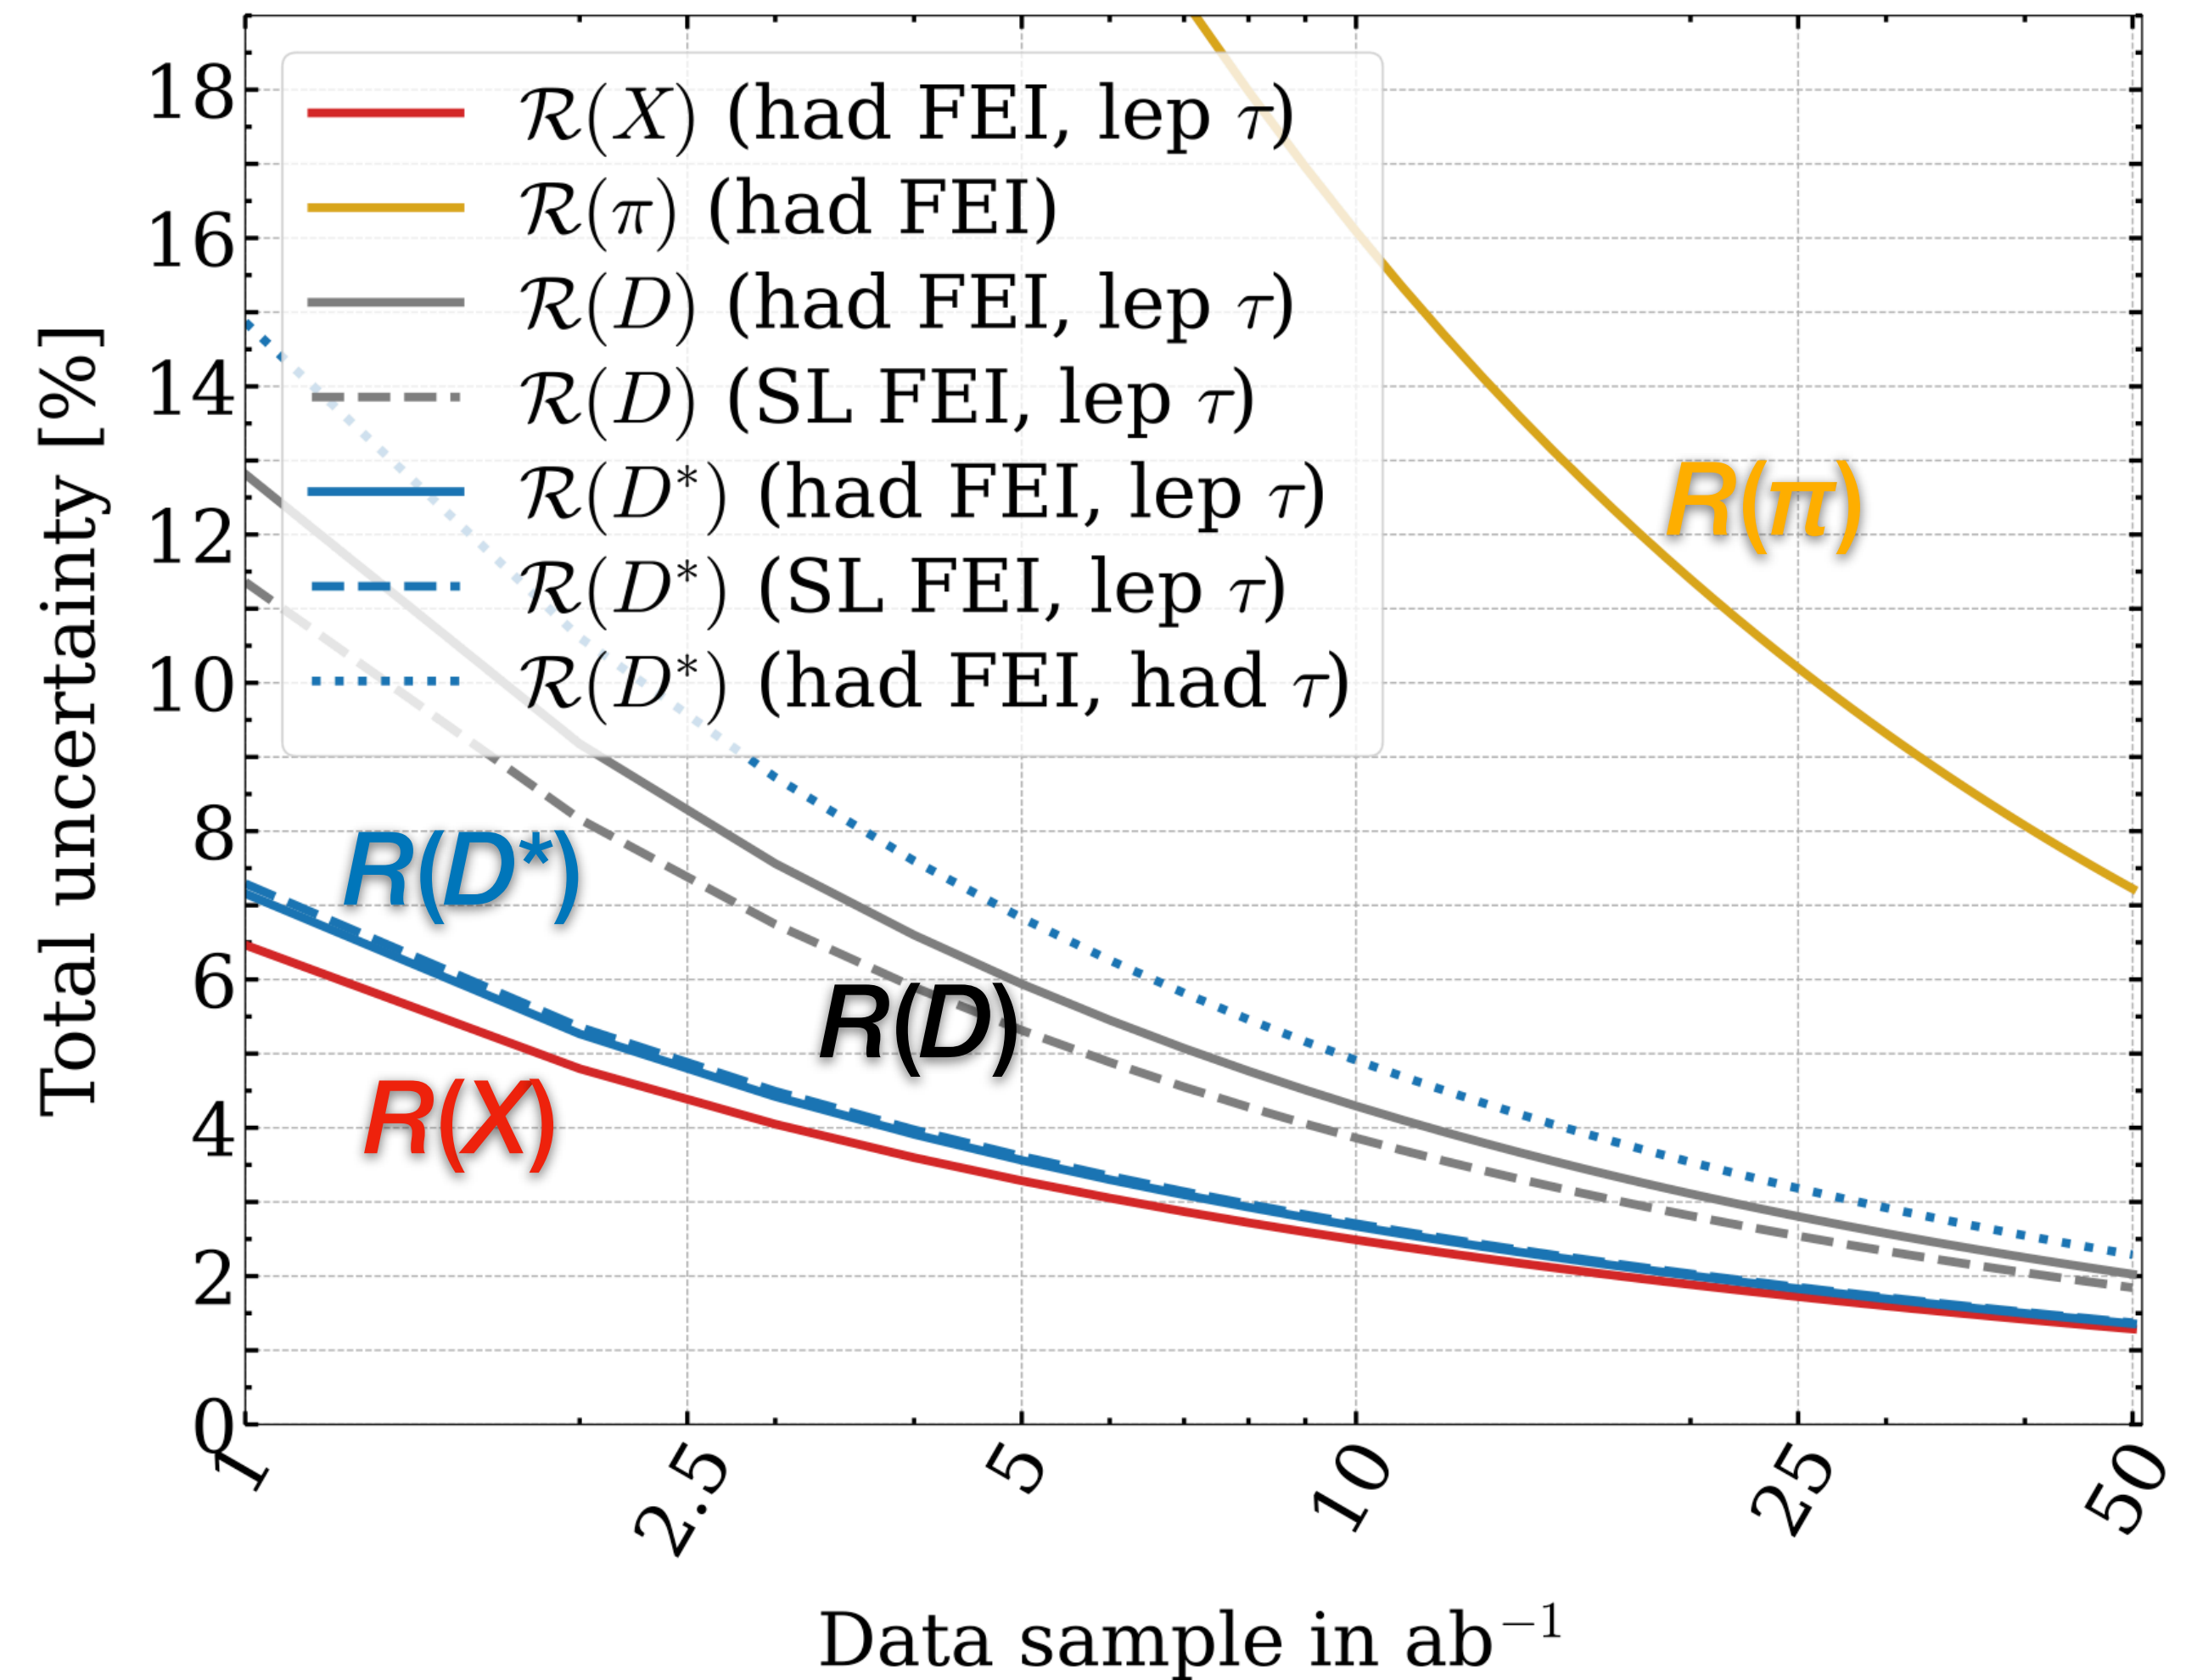 Total uncertainty [%]
18
16
14
12
10
8
6
4
2
0
ℛ(X) (had FEI, lep τ)
ℛ(π) (had FEI)
ℛ(D) (had FEI, lep τ)
ℛ(D) (SL FEI, lep τ)
ℛ(D*) (had FEI, lep τ)
ℛ(D*) (SL FEI, lep τ)
ℛ(D*) (had FEI, had τ)
R(π)
R(D*)
R(D)
R(X)
1
2.5
5
10
25
50
Data sample in ab⁻¹